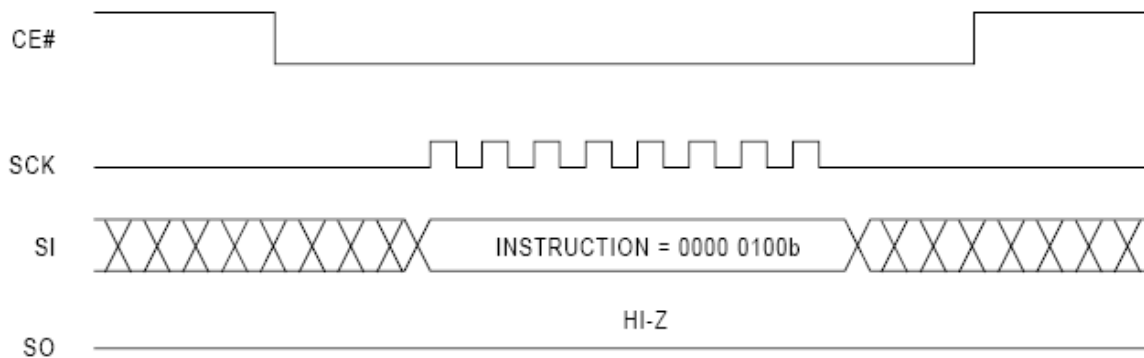 CE#
SCK
SI
INSTRUCTION = 0000 0100b
HI-Z
SO